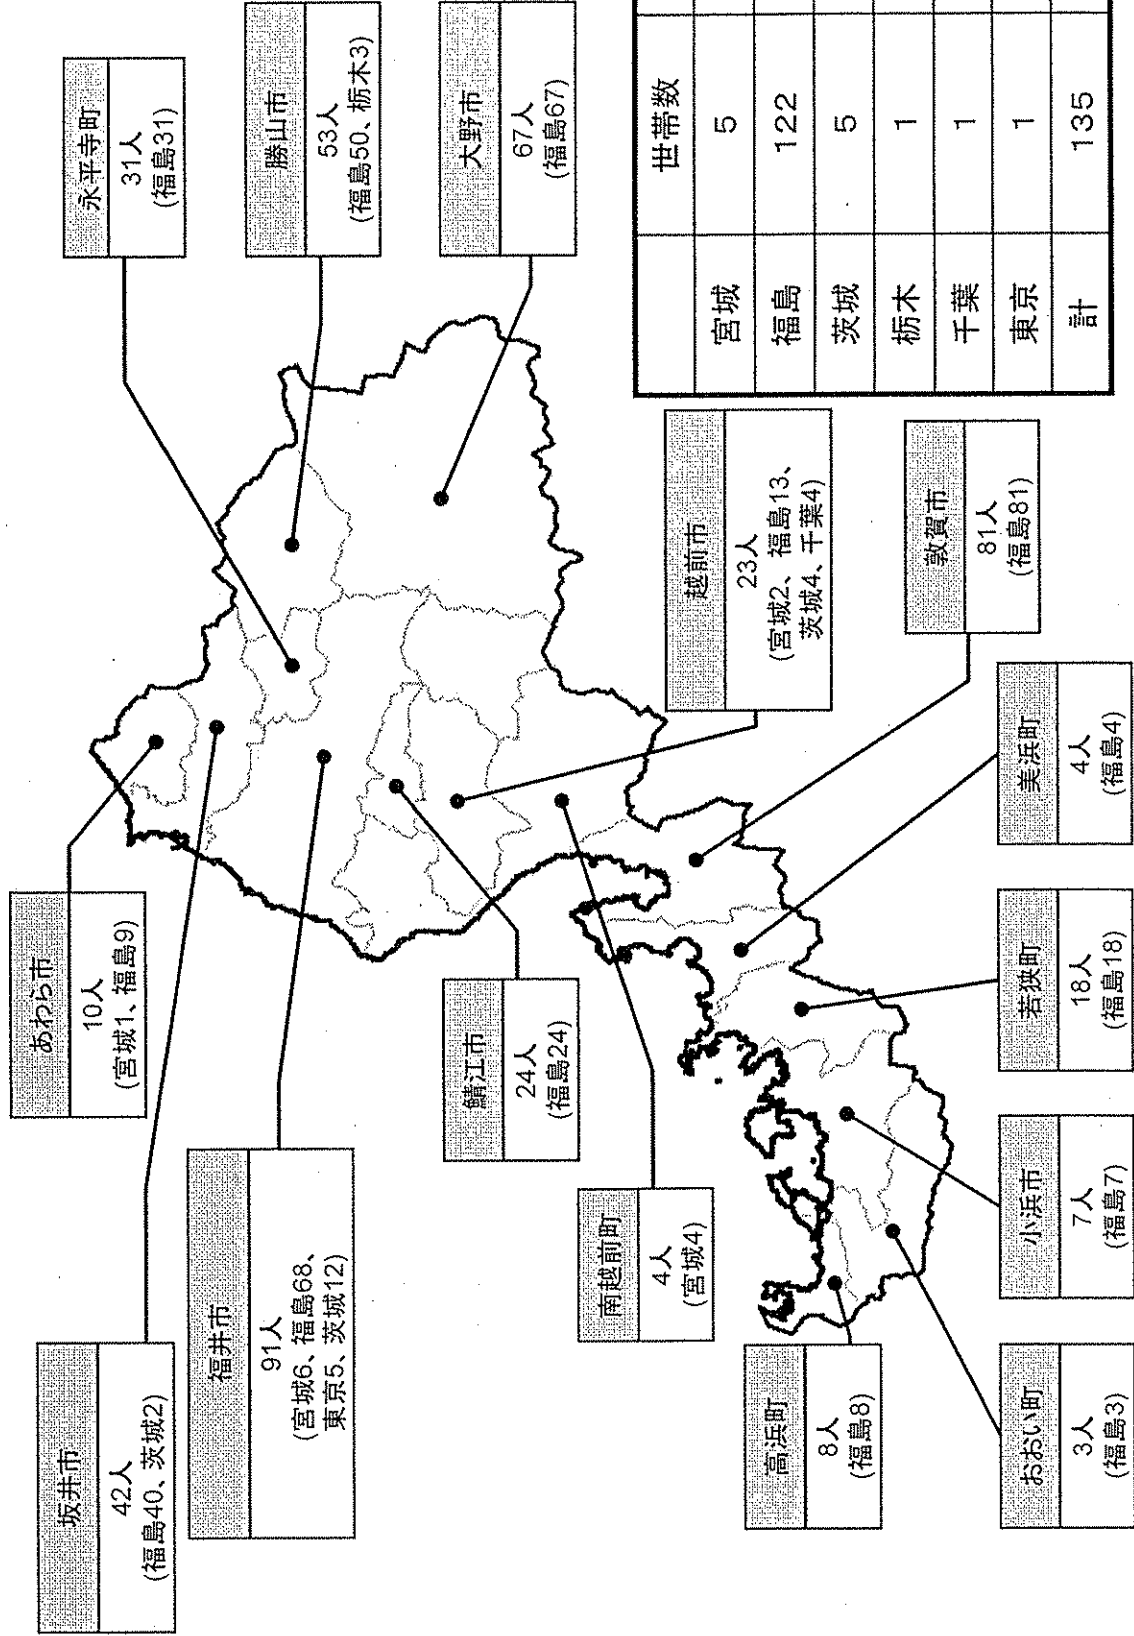 坂井市
42人
(福島40、茨城2)
福井市
91人
(宮城6、福島68、
東京5、茨城12)
あわら市
10人
(宮城1、福島9)
鯖江市
24人
(福島24)
南越前町
4人
(宮城4)
高浜町
8人
(福島8)
おおい町
3人
(福島3)
小浜市
7人
(福島7)
若狭町
18人
(福島18)
美浜町
4人
(福島4)
敦賀市
81人
(福島81)
越前市
23人
(宮城2、福島13、
茨城4、千葉4)
永平寺町
31人
(福島31)
勝山市
53人
(福島50、栃木3)
大野市
67人
(福島67)
世帯数
宮城 5
福島 122
茨城 5
栃木 1
千葉 1
東京 1
計 135